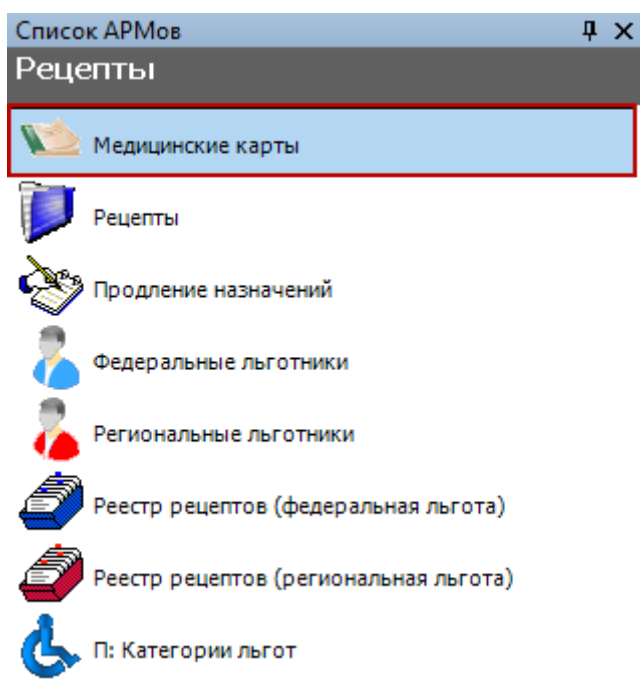 Список АРМов
Рецепты
Медицинские карты
Рецепты
Продление назначений
Федеральные льготники
Региональные льготники
Реестр рецептов (федеральная льгота)
Реестр рецептов (региональная льгота)
П: Категории льгот